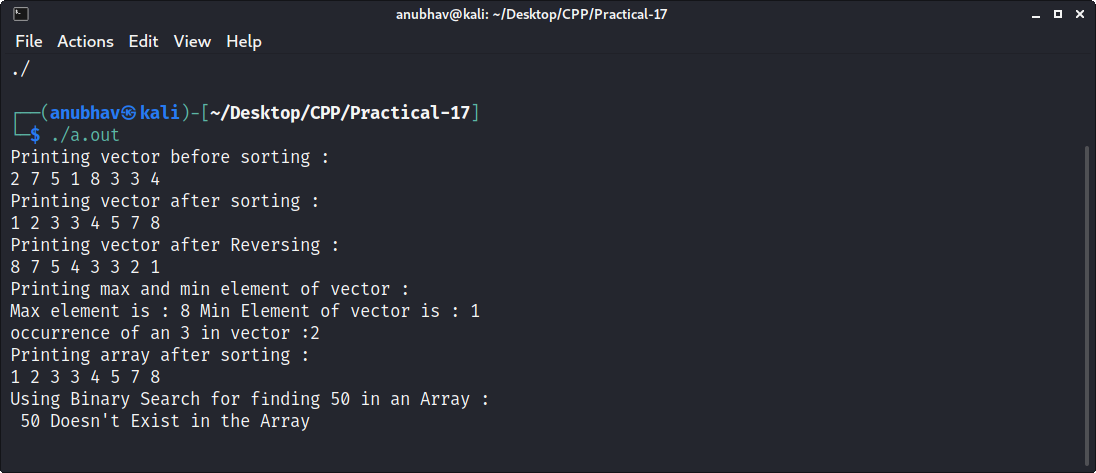 anubhav@kali: ~/Desktop/CPP/Practical-17
File Actions Edit View Help
./
┌──(anubhav㉿kali)-[~/Desktop/CPP/Practical-17]
└─$ ./a.out
Printing vector before sorting :
2 7 5 1 8 3 3 4
Printing vector after sorting :
1 2 3 3 4 5 7 8
Printing vector after Reversing :
8 7 5 4 3 3 2 1
Printing max and min element of vector :
Max element is : 8 Min Element of vector is : 1
occurrence of an 3 in vector :2
Printing array after sorting :
1 2 3 3 4 5 7 8
Using Binary Search for finding 50 in an Array :
 50 Doesn't Exist in the Array